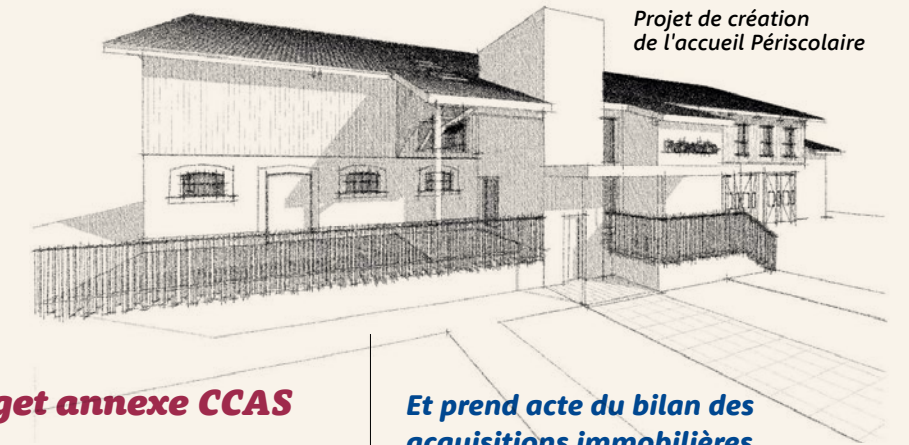 Projet de création
de l'accueil Périscolaire
get annexe CCAS
Et prend acte du bilan des
acquisitions immobilières